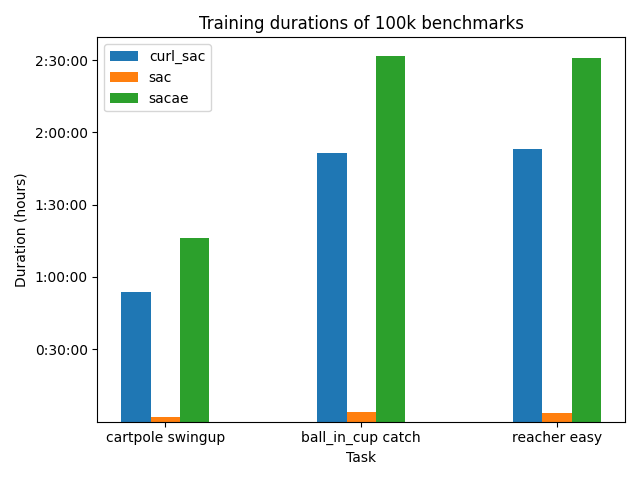 Training durations of 100k benchmarks
curl_sac
sac
sacae
2:30:00
2:00:00
1:30:00
1:00:00
0:30:00
Duration (hours)
cartpole swingup
ball_in_cup catch
reacher easy
Task